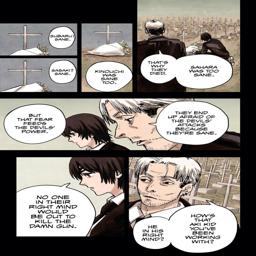 SUBARU?
SANE.
SASAKI?
SANE.
KINOUCHI
WAS
SANE
TOO.
THAT'S
WHY
THEY
DIED.
SAHARA
WAS TOO
SANE.
BUT
THAT FEAR
FEEDS
THE DEVILS'
POWER.
THEY END
UP AFRAID OF
THE DEVILS'
ATTACKS
BECAUSE
THEY'RE SANE.
NO ONE
IN THEIR
RIGHT MIND
WOULD
BE OUT TO
KILL THE
DAMN GUN.
HE
IN HIS
RIGHT
MIND?
HOW'S
THAT
AKI KID
YOU'VE
BEEN
WORKING
WITH?